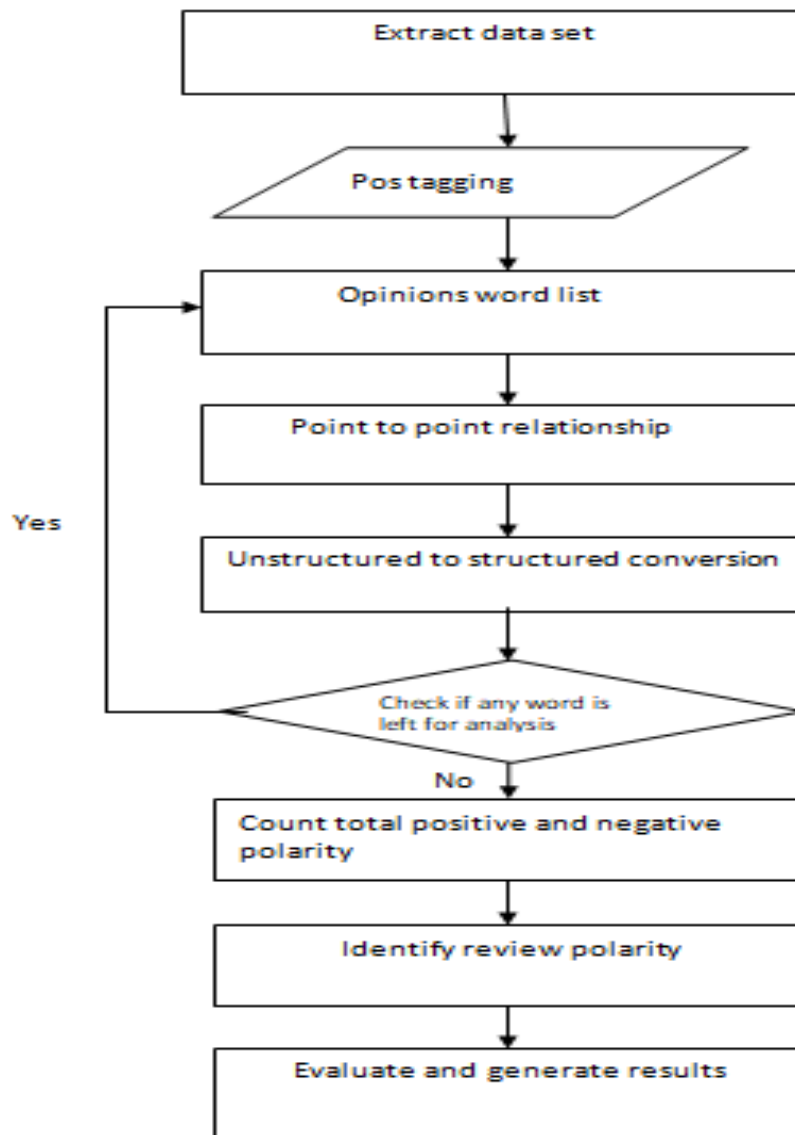 Extract data set
Pos tagging
Opinions word list
Point to point relationship
Yes
Unstructured to structured conversion
Check if any word is
left for analysis
No
Count total positive and negative
polarity
Identify review polarity
Evaluate and generate results